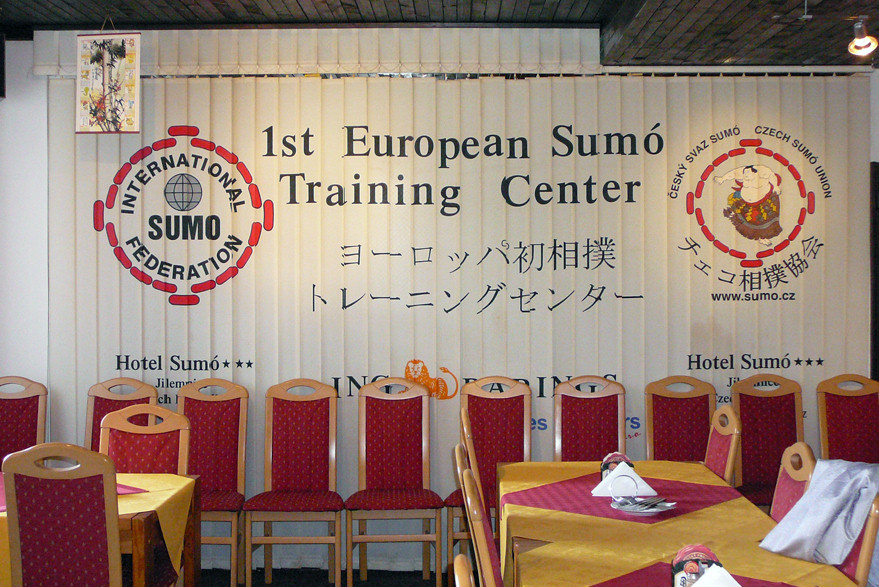 1st European Sumó
Training Center
ヨーロッパ初相撲
トレーニングセンター
INTERNATIONAL
SUMO
FEDERATION
ČESKÝ SVAZ SUMÓ CZECH SUMÓ UNION
チェコ相撲協会
www.sumo.cz
Hotel Sumó***
ING BARINGS
Hotel Sumó***